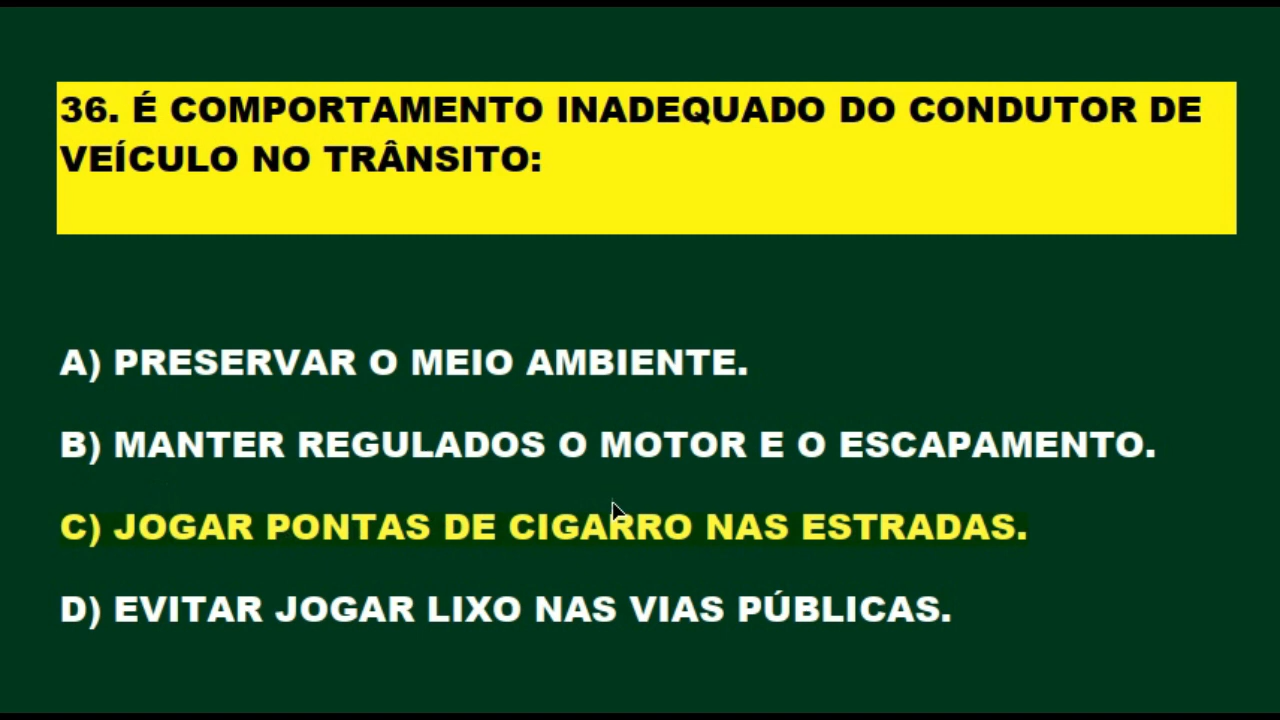 36. É COMPORTAMENTO INADEQUADO DO CONDUTOR DE
VEÍCULO NO TRÂNSITO:
A) PRESERVAR O MEIO AMBIENTE.
B) MANTER REGULADOS O MOTOR E O ESCAPAMENTO.
C) JOGAR PONTAS DE CIGARRO NAS ESTRADAS.
D) EVITAR JOGAR LIXO NAS VIAS PÚBLICAS.